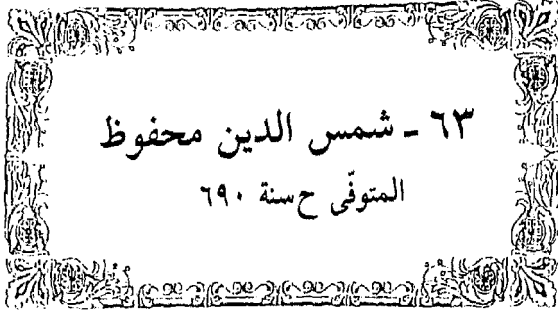 ٦٣ ـ شمس الدين محفوظ
المتوفّى ح سنة ٦٩٠